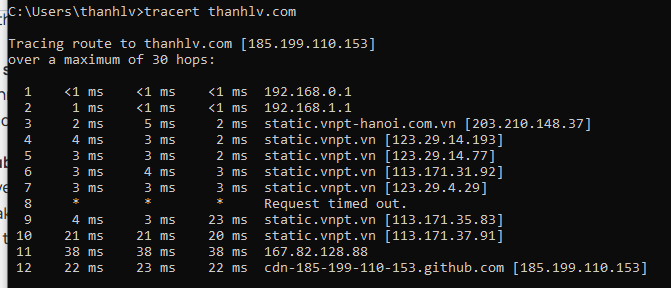 C:\Users\thanhlv>tracert thanhlv.com
Tracing route to thanhlv.com [185.199.110.153]
over a maximum of 30 hops:
1 <1 ms <1 ms <1 ms 192.168.0.1
2 1 ms <1 ms <1 ms 192.168.1.1
3 2 ms 5 ms 2 ms static.vnpt-hanoi.com.vn [203.210.148.37]
4 4 ms 3 ms 2 ms static.vnpt.vn [123.29.14.193]
5 3 ms 3 ms 2 ms static.vnpt.vn [123.29.14.77]
6 3 ms 4 ms 3 ms static.vnpt.vn [113.171.31.92]
7 3 ms 3 ms 3 ms static.vnpt.vn [123.29.4.29]
8 * * * Request timed out.
9 4 ms 3 ms 23 ms static.vnpt.vn [113.171.35.83]
10 21 ms 21 ms 20 ms static.vnpt.vn [113.171.37.91]
11 38 ms 38 ms 38 ms 167.82.128.88
12 22 ms 23 ms 22 ms cdn-185-199-110-153.github.com [185.199.110.153]